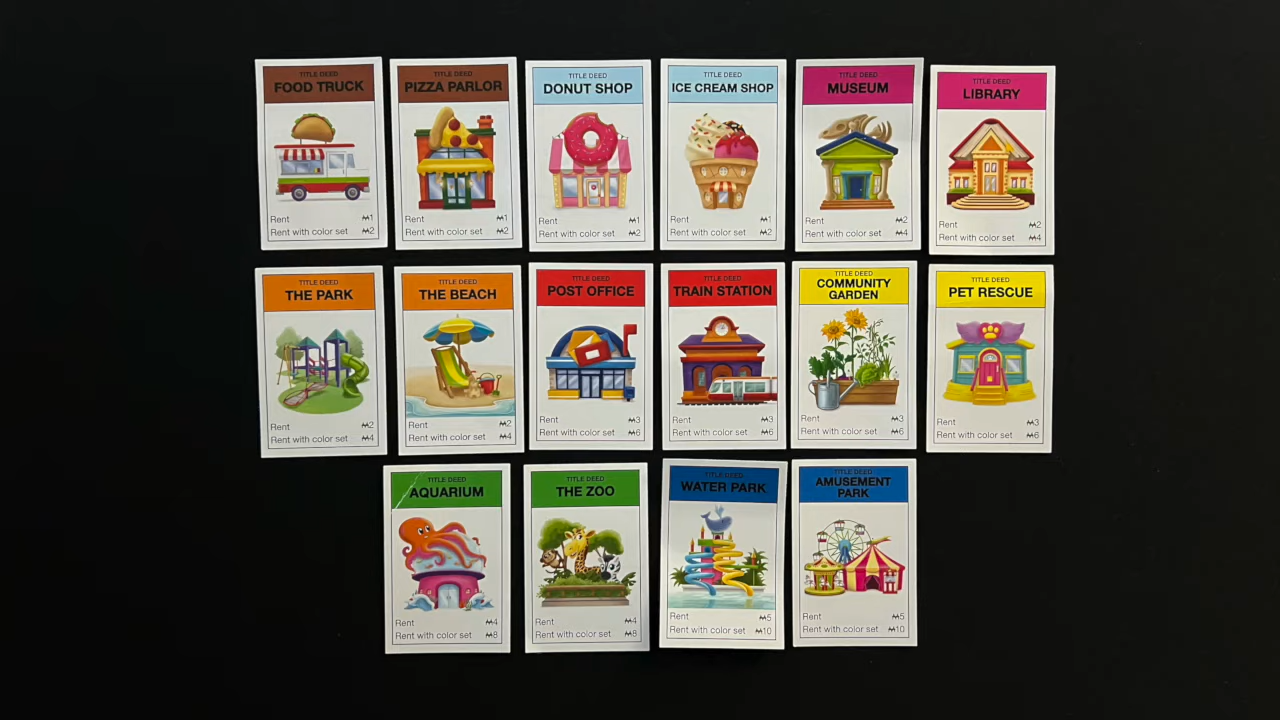 TITLE DEED
FOOD TRUCK
Rent ₩1
Rent with color set ₩2
TITLE DEED
PIZZA PARLOR
Rent ₩1
Rent with color set ₩2
TITLE DEED
DONUT SHOP
Rent ₩1
Rent with color set ₩2
TITLE DEED
ICE CREAM SHOP
Rent ₩1
Rent with color set ₩2
TITLE DEED
MUSEUM
Rent ₩2
Rent with color set ₩4
TITLE DEED
LIBRARY
Rent ₩2
Rent with color set ₩4
TITLE DEED
THE PARK
Rent ₩2
Rent with color set ₩4
TITLE DEED
THE BEACH
Rent ₩2
Rent with color set ₩4
TITLE DEED
POST OFFICE
Rent ₩3
Rent with color set ₩6
TITLE DEED
TRAIN STATION
Rent ₩3
Rent with color set ₩6
TITLE DEED
COMMUNITY
GARDEN
Rent ₩3
Rent with color set ₩6
TITLE DEED
PET RESCUE
Rent ₩3
Rent with color set ₩6
TITLE DEED
AQUARIUM
Rent ₩4
Rent with color set ₩8
TITLE DEED
THE ZOO
Rent ₩4
Rent with color set ₩8
TITLE DEED
WATER PARK
Rent ₩5
Rent with color set ₩10
TITLE DEED
AMUSEMENT
PARK
Rent ₩5
Rent with color set ₩10